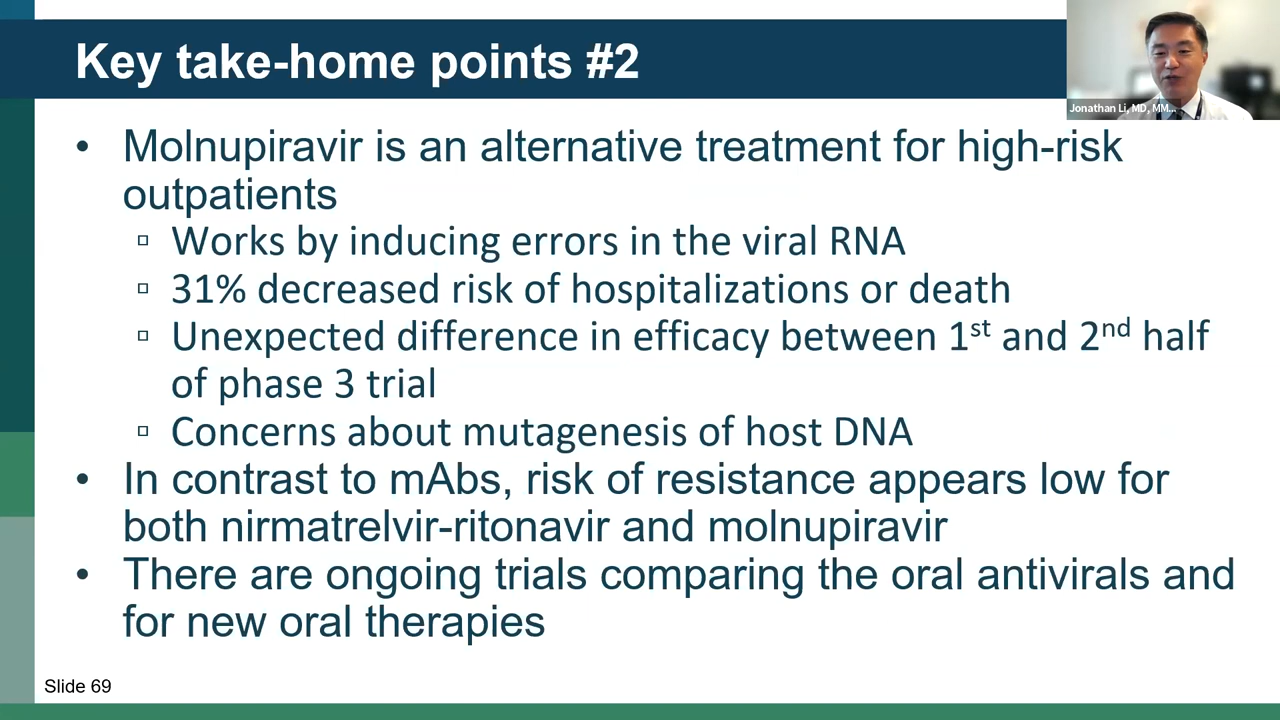 Key take-home points #2
Jonathan Li, MD, MM...
• Molnupiravir is an alternative treatment for high-risk
outpatients
▫ Works by inducing errors in the viral RNA
▫ 31% decreased risk of hospitalizations or death
▫ Unexpected difference in efficacy between 1st and 2nd half
of phase 3 trial
▫ Concerns about mutagenesis of host DNA
• In contrast to mAbs, risk of resistance appears low for
both nirmatrelvir-ritonavir and molnupiravir
• There are ongoing trials comparing the oral antivirals and
for new oral therapies
Slide 69